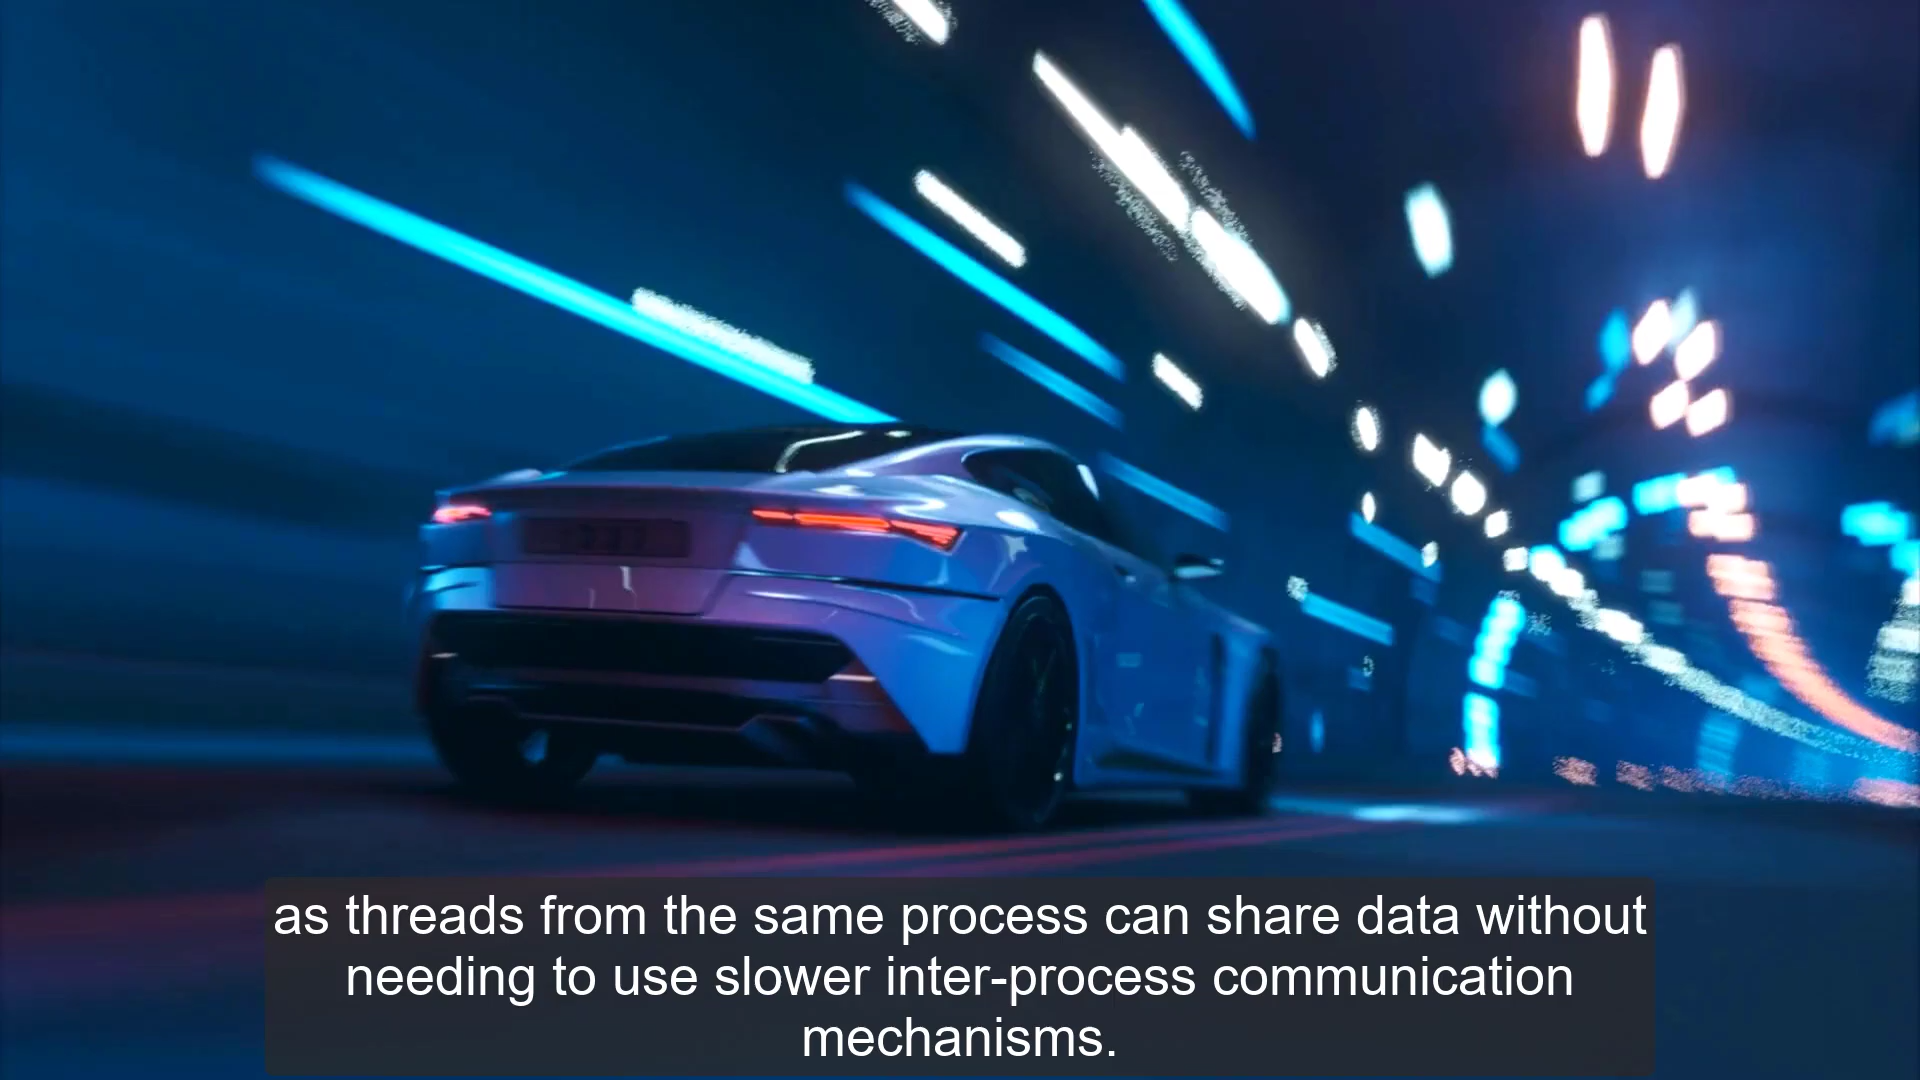 as threads from the same process can share data without
needing to use slower inter-process communication
mechanisms.